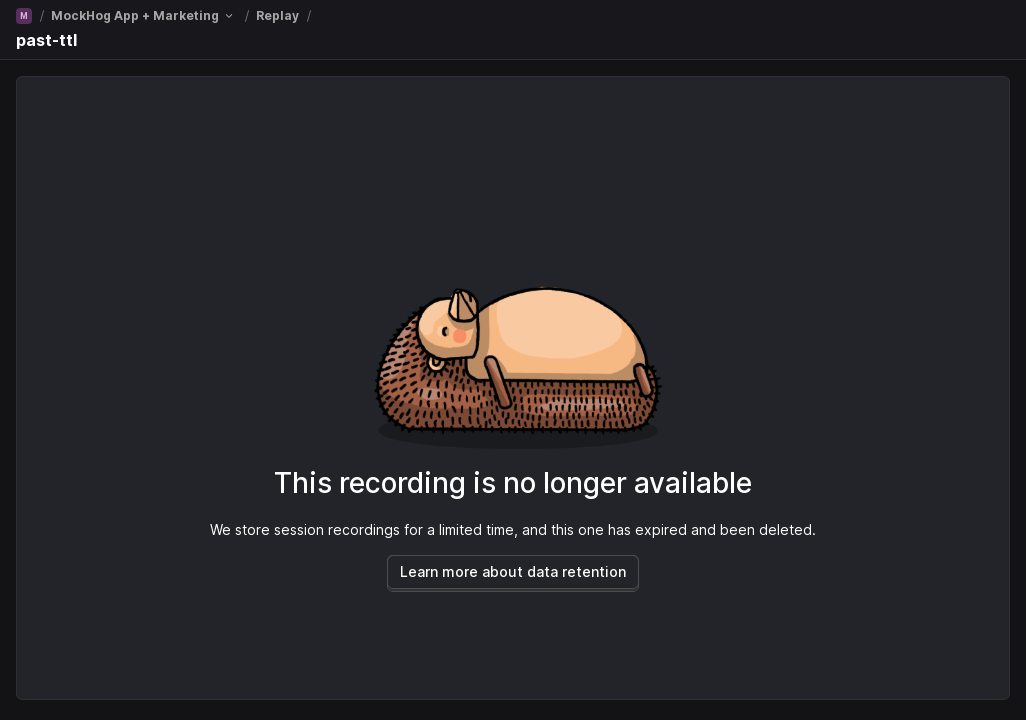 M / MockHog App + Marketing / Replay /
past-ttl
This recording is no longer available
We store session recordings for a limited time, and this one has expired and been deleted.
Learn more about data retention